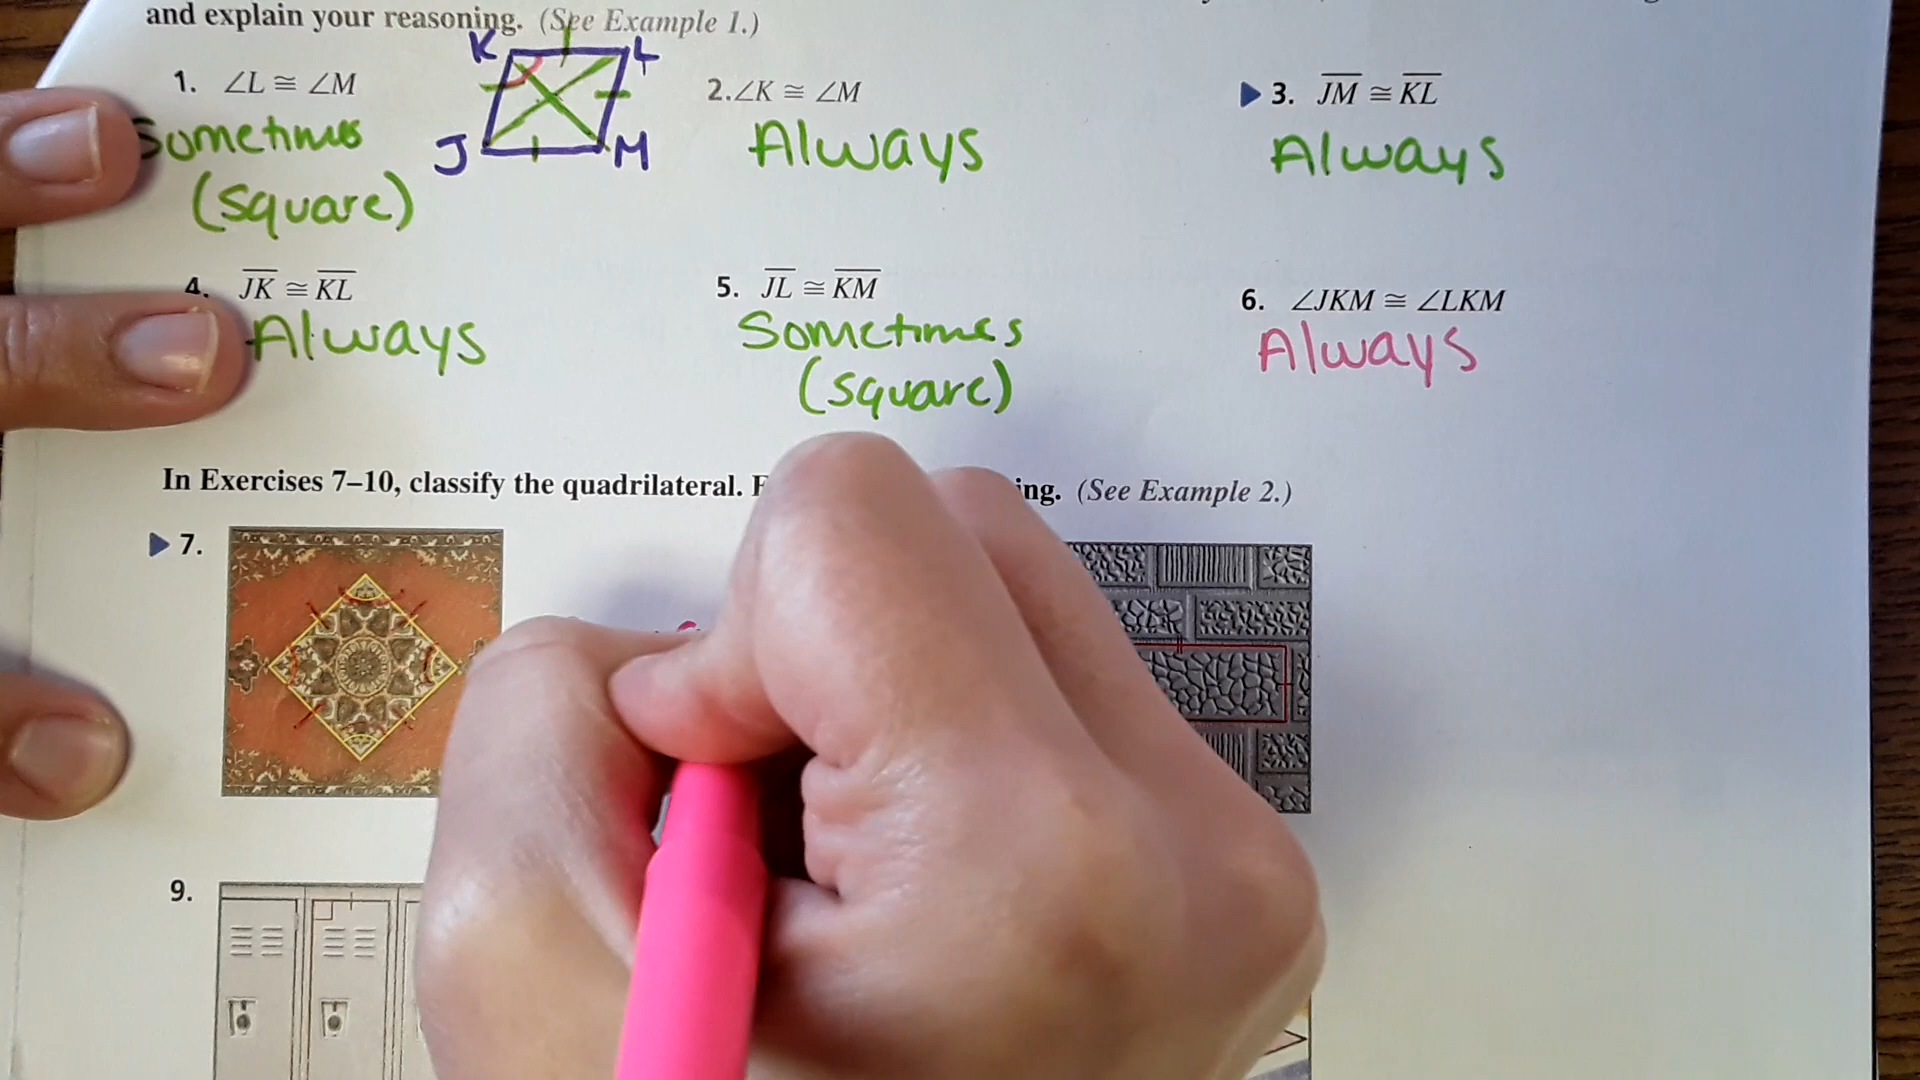 and explain your reasoning. (See Example 1.)
K L
1. ∠L ≅ ∠M
2. ∠K ≅ ∠M
3. JM ≅ KL
Sometimes
(square)
J M
Always
Always
4. JK ≅ KL
5. JL ≅ KM
6. ∠JKM ≅ ∠LKM
Always
Sometimes
(square)
Always
In Exercises 7–10, classify the quadrilateral. ing. (See Example 2.)
7.
9.